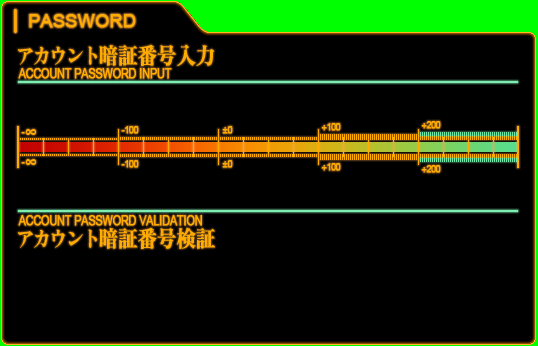 PASSWORD
アカウント暗証番号入力
ACCOUNT PASSWORD INPUT
-∞ -100 ±0 +100 +200
-∞ -100 ±0 +100 +200
ACCOUNT PASSWORD VALIDATION
アカウント暗証番号検証